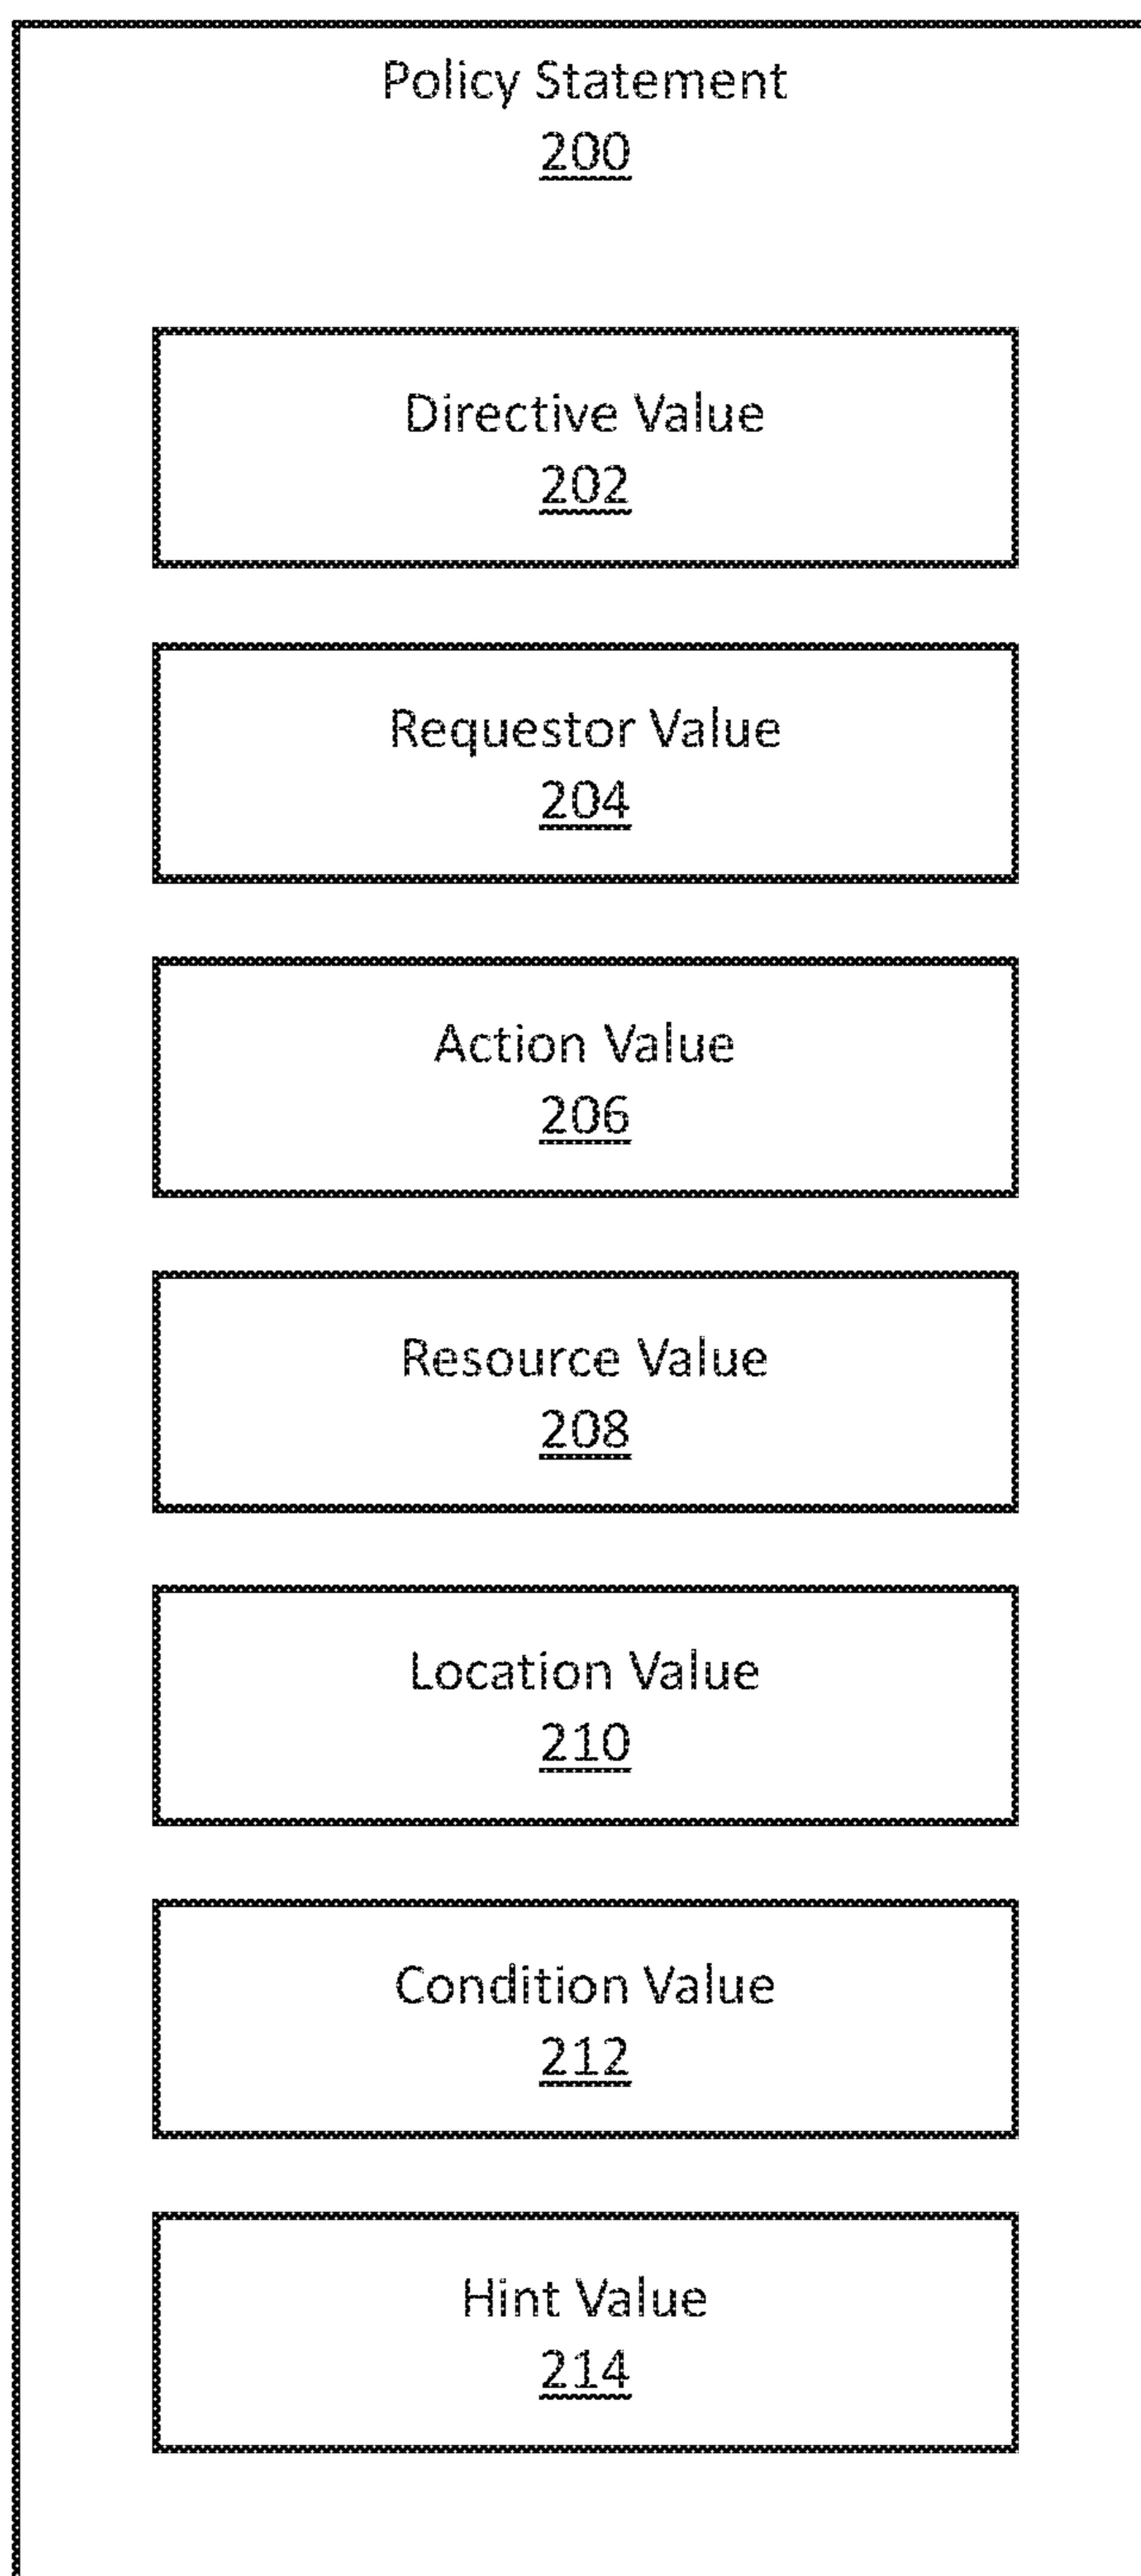 Policy Statement
200
Directive Value
202
Requestor Value
204
Action Value
206
Resource Value
208
Location Value
210
Condition Value
212
Hint Value
214